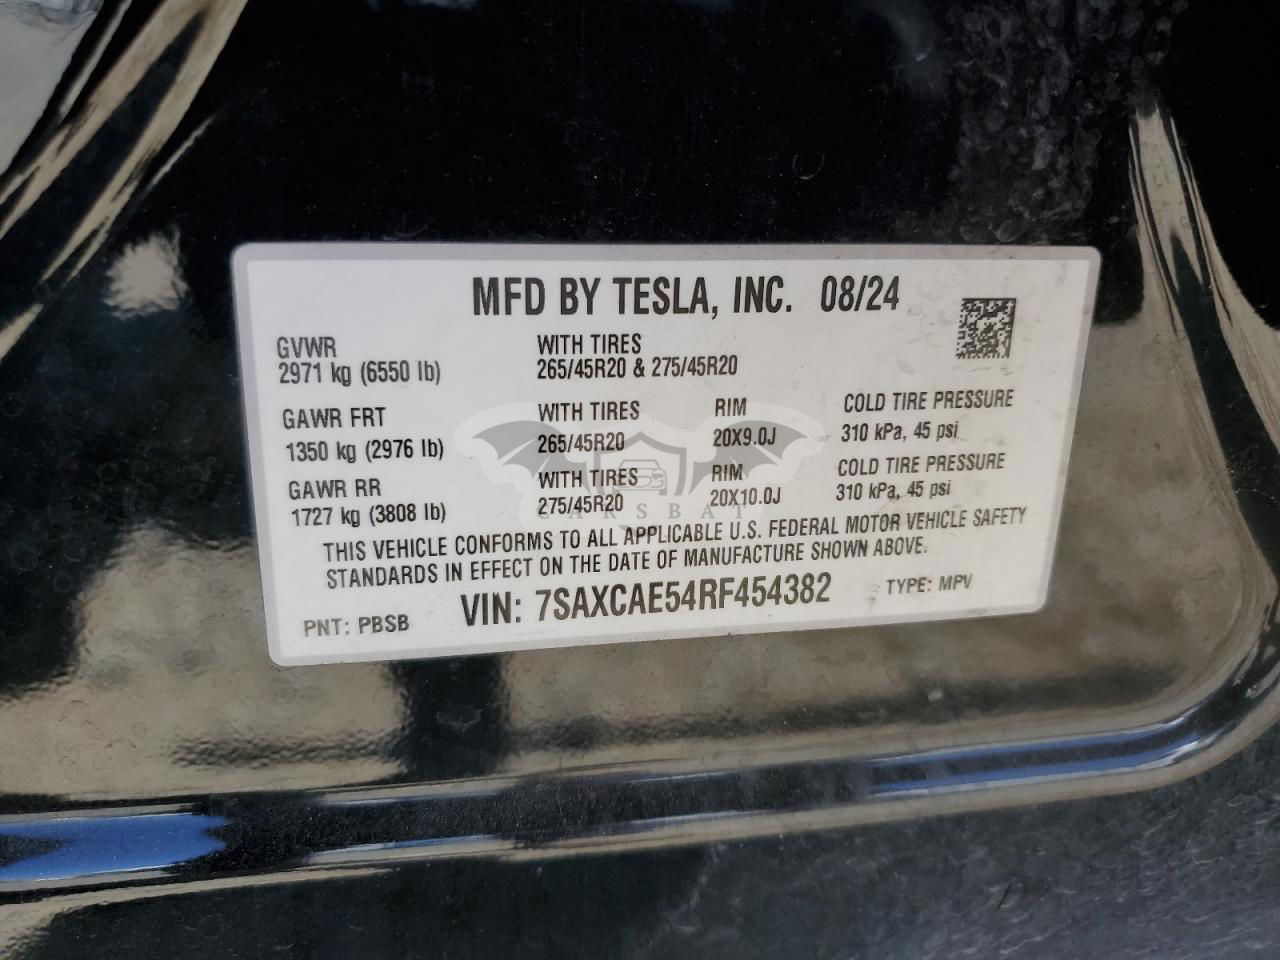 MFD BY TESLA, INC. 08/24
GVWR
2971 kg (6550 lb)
WITH TIRES
265/45R20 & 275/45R20
GAWR FRT
1350 kg (2976 lb)
WITH TIRES
265/45R20
RIM
20X9.0J
COLD TIRE PRESSURE
310 kPa, 45 psi
GAWR RR
1727 kg (3808 lb)
WITH TIRES
275/45R20
RIM
20X10.0J
COLD TIRE PRESSURE
310 kPa, 45 psi
CARSBAT
THIS VEHICLE CONFORMS TO ALL APPLICABLE U.S. FEDERAL MOTOR VEHICLE SAFETY
STANDARDS IN EFFECT ON THE DATE OF MANUFACTURE SHOWN ABOVE.
PNT: PBSB VIN: 7SAXCAE54RF454382 TYPE: MPV